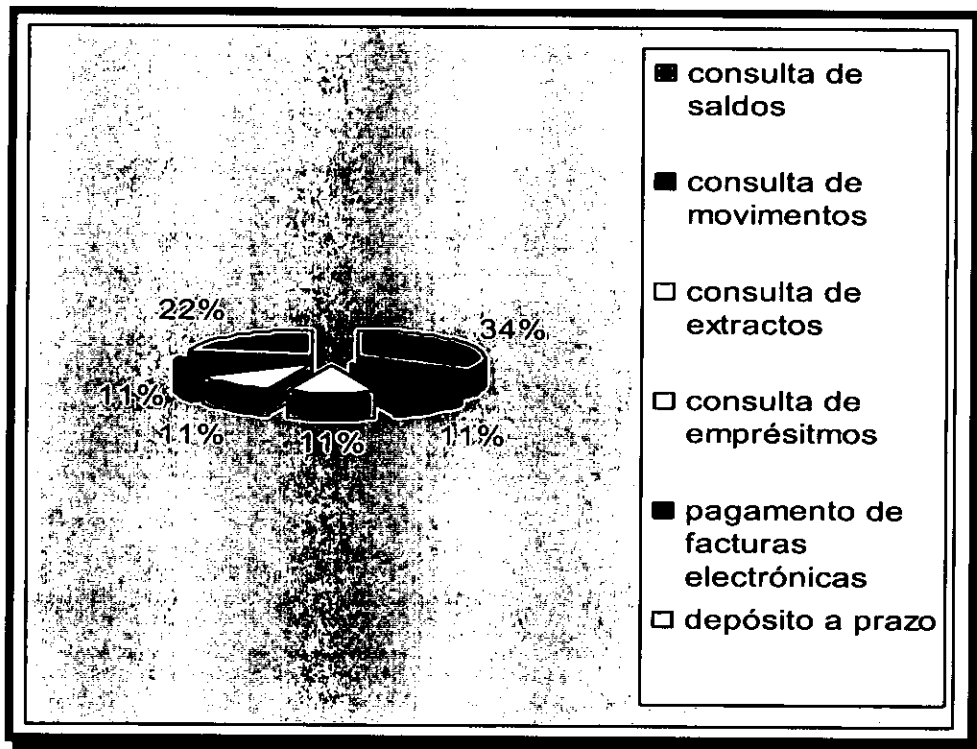 22%
34%
11%
11%
11%
11%
consulta de
saldos
consulta de
movimentos
consulta de
extractos
consulta de
emprésitmos
pagamento de
facturas
electrónicas
depósito a prazo